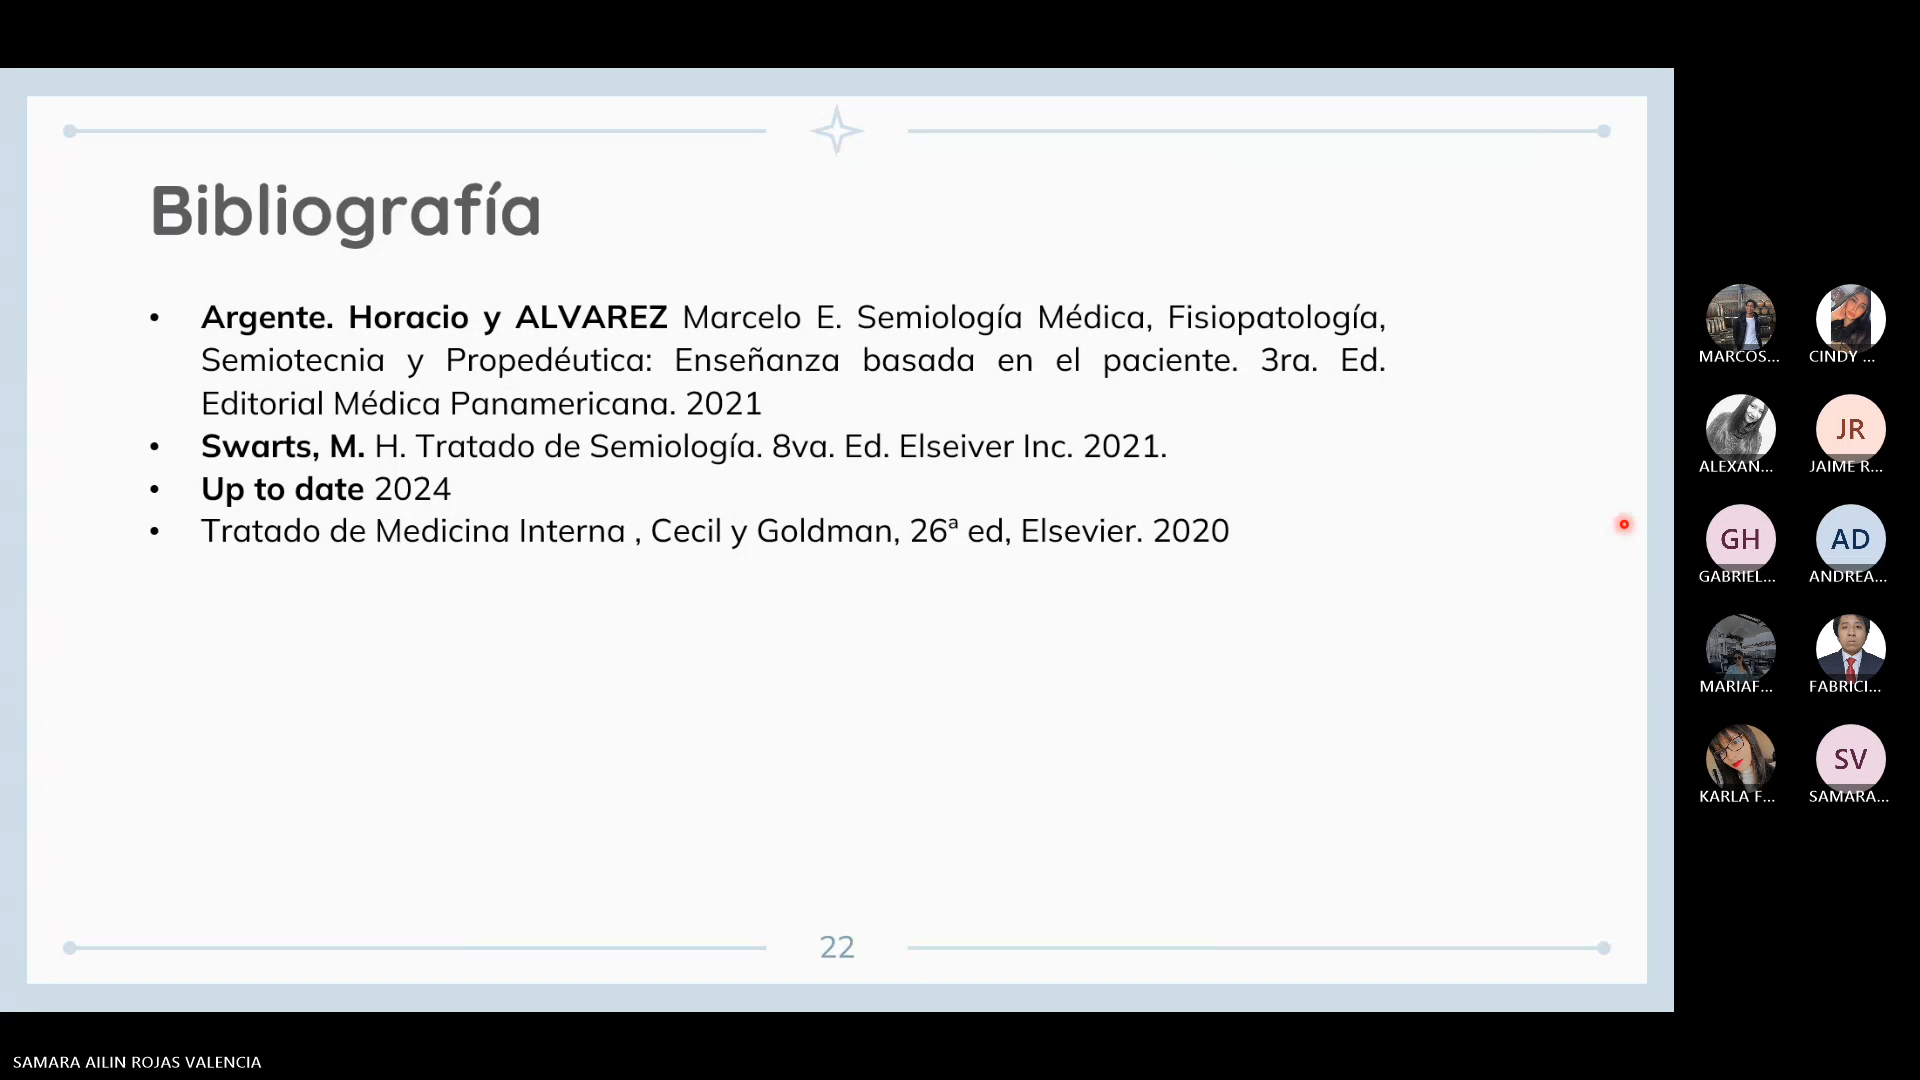 Bibliografía
• Argente. Horacio y ALVAREZ Marcelo E. Semiología Médica, Fisiopatología,
Semiotecnia y Propedéutica: Enseñanza basada en el paciente. 3ra. Ed.
Editorial Médica Panamericana. 2021
• Swarts, M. H. Tratado de Semiología. 8va. Ed. Elseiver Inc. 2021.
• Up to date 2024
• Tratado de Medicina Interna , Cecil y Goldman, 26ª ed, Elsevier. 2020
22
MARCOS...
CINDY ...
ALEXAN...
JR
JAIME R...
GH
GABRIEL...
AD
ANDREA...
MARIAF...
FABRICI...
KARLA F...
SV
SAMARA...
SAMARA AILIN ROJAS VALENCIA